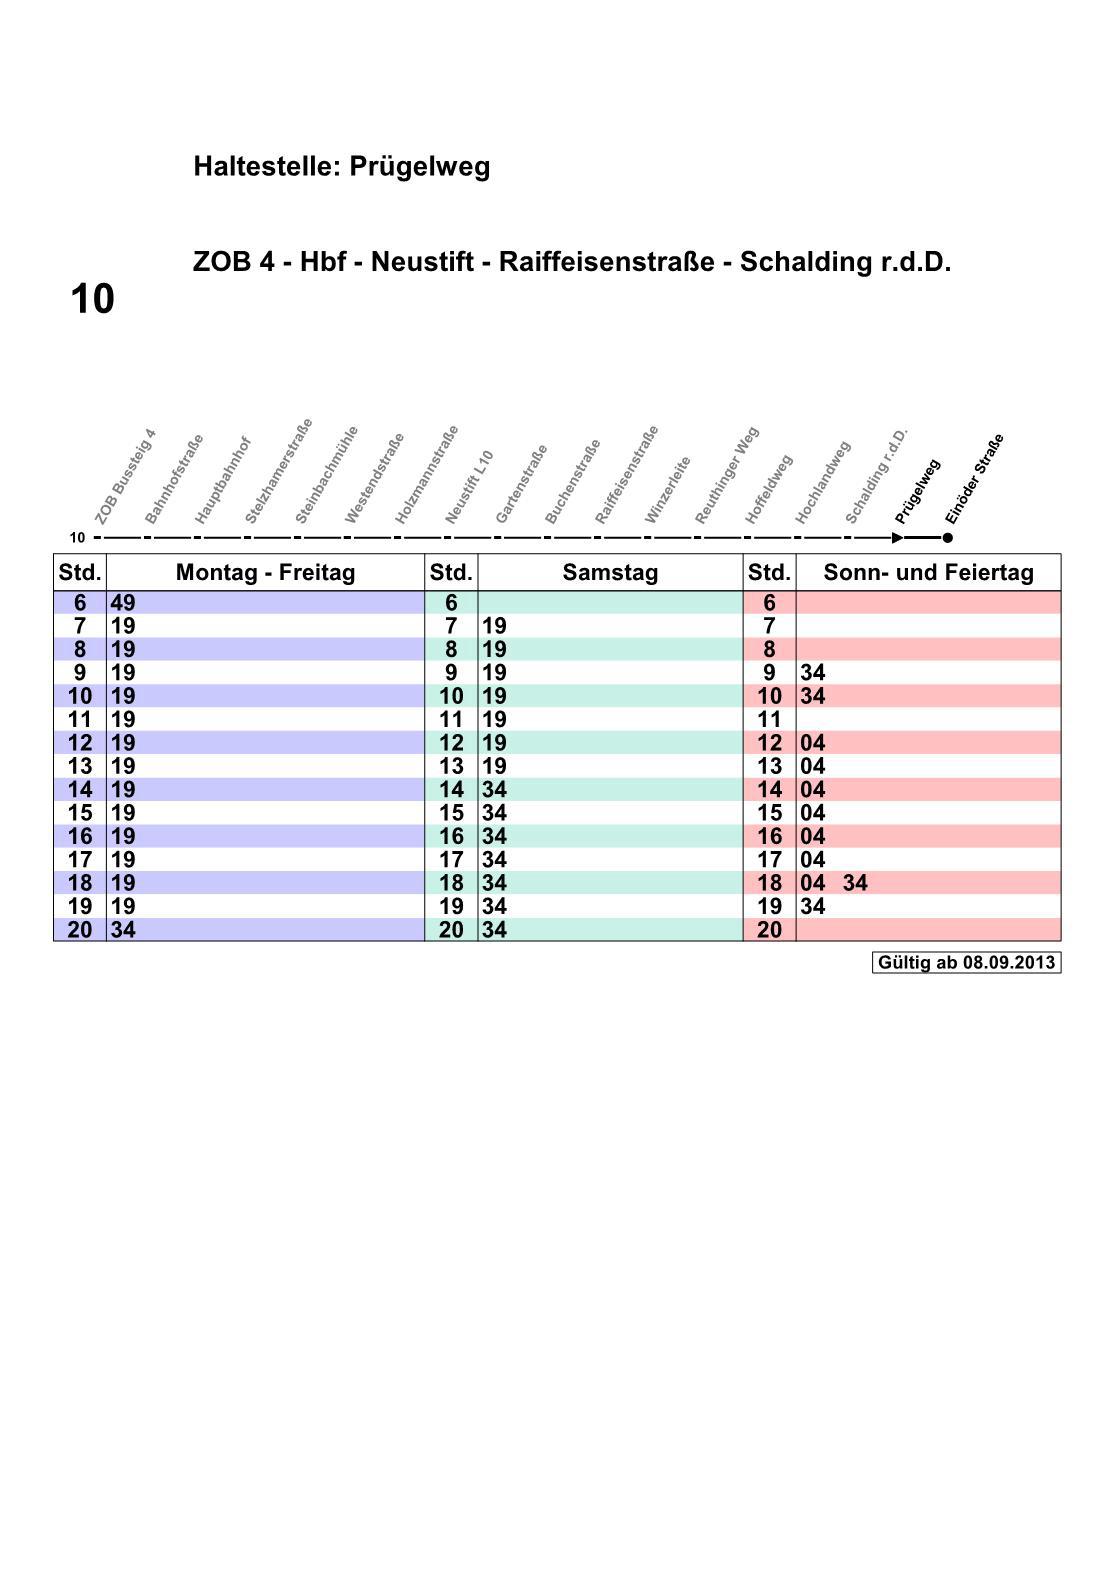 Haltestelle: Prügelweg
ZOB 4 - Hbf - Neustift - Raiffeisenstraße - Schalding r.d.D.
10
ZOB Bussteig 4
Bahnhofstraße
Hauptbahnhof
Stelzhamerstraße
Steinbachmühle
Westendstraße
Holzmannstraße
Neustift L10
Gartenstraße
Buchenstraße
Raiffeisenstraße
Winzerleite
Reuthinger Weg
Hoffeldweg
Hochlandweg
Schalding r.d.D.
Prügelweg
Einöder Straße
10
Std. Montag - Freitag Std. Samstag Std. Sonn- und Feiertag
6 49 6 6
7 19 7 19 7
8 19 8 19 8
9 19 9 19 9 34
10 19 10 19 10 34
11 19 11 19 11
12 19 12 19 12 04
13 19 13 19 13 04
14 19 14 34 14 04
15 19 15 34 15 04
16 19 16 34 16 04
17 19 17 34 17 04
18 19 18 34 18 04 34
19 19 19 34 19 34
20 34 20 34 20
Gültig ab 08.09.2013